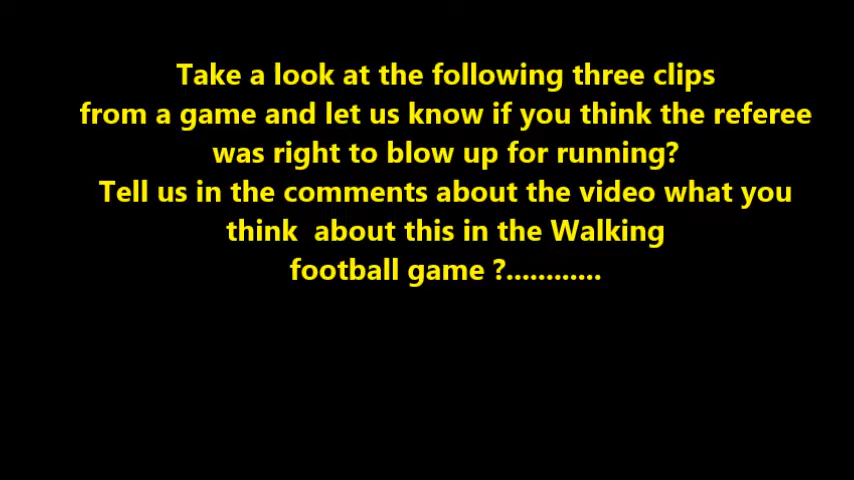 Take a look at the following three clips
from a game and let us know if you think the referee
was right to blow up for running?
Tell us in the comments about the video what you
think  about this in the Walking
football game ?............